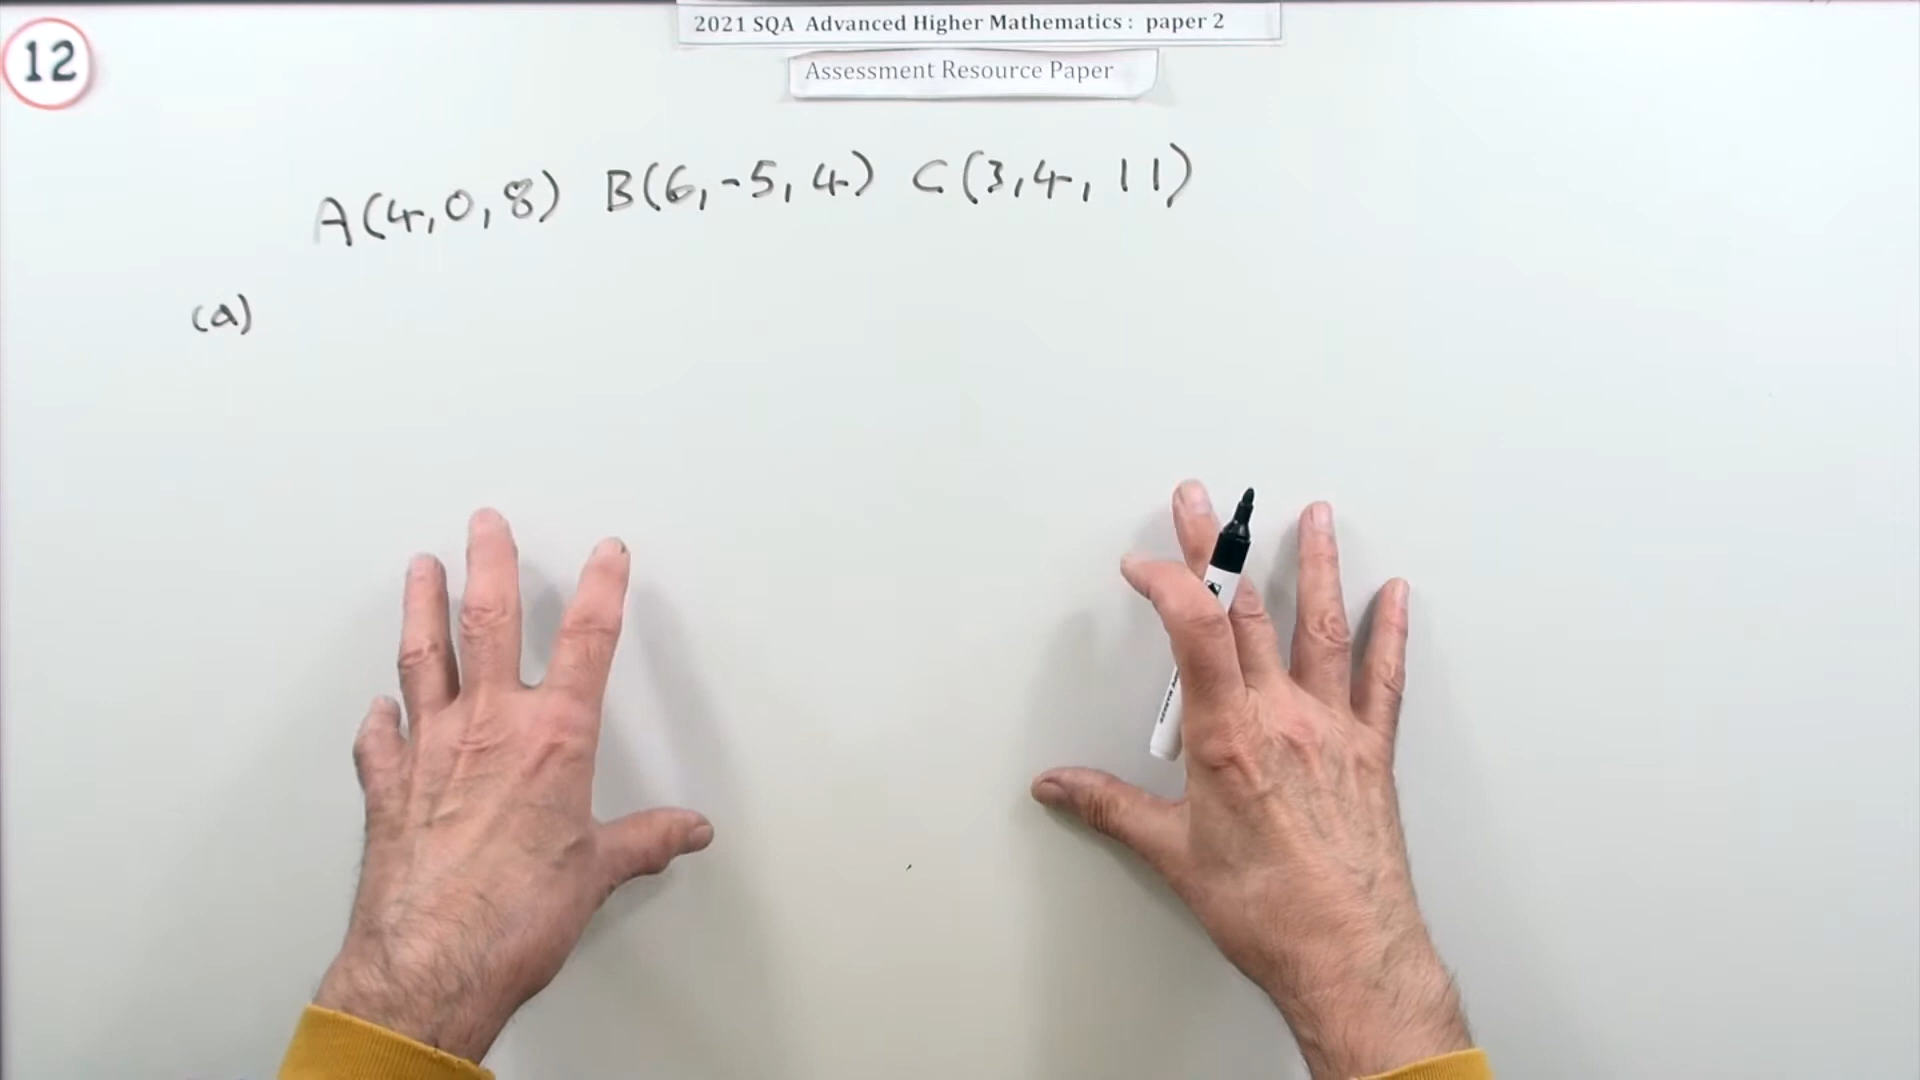 12
2021 SQA Advanced Higher Mathematics : paper 2
Assessment Resource Paper
A(4,0,8) B(6,-5,4) C(3,4,11)
(a)